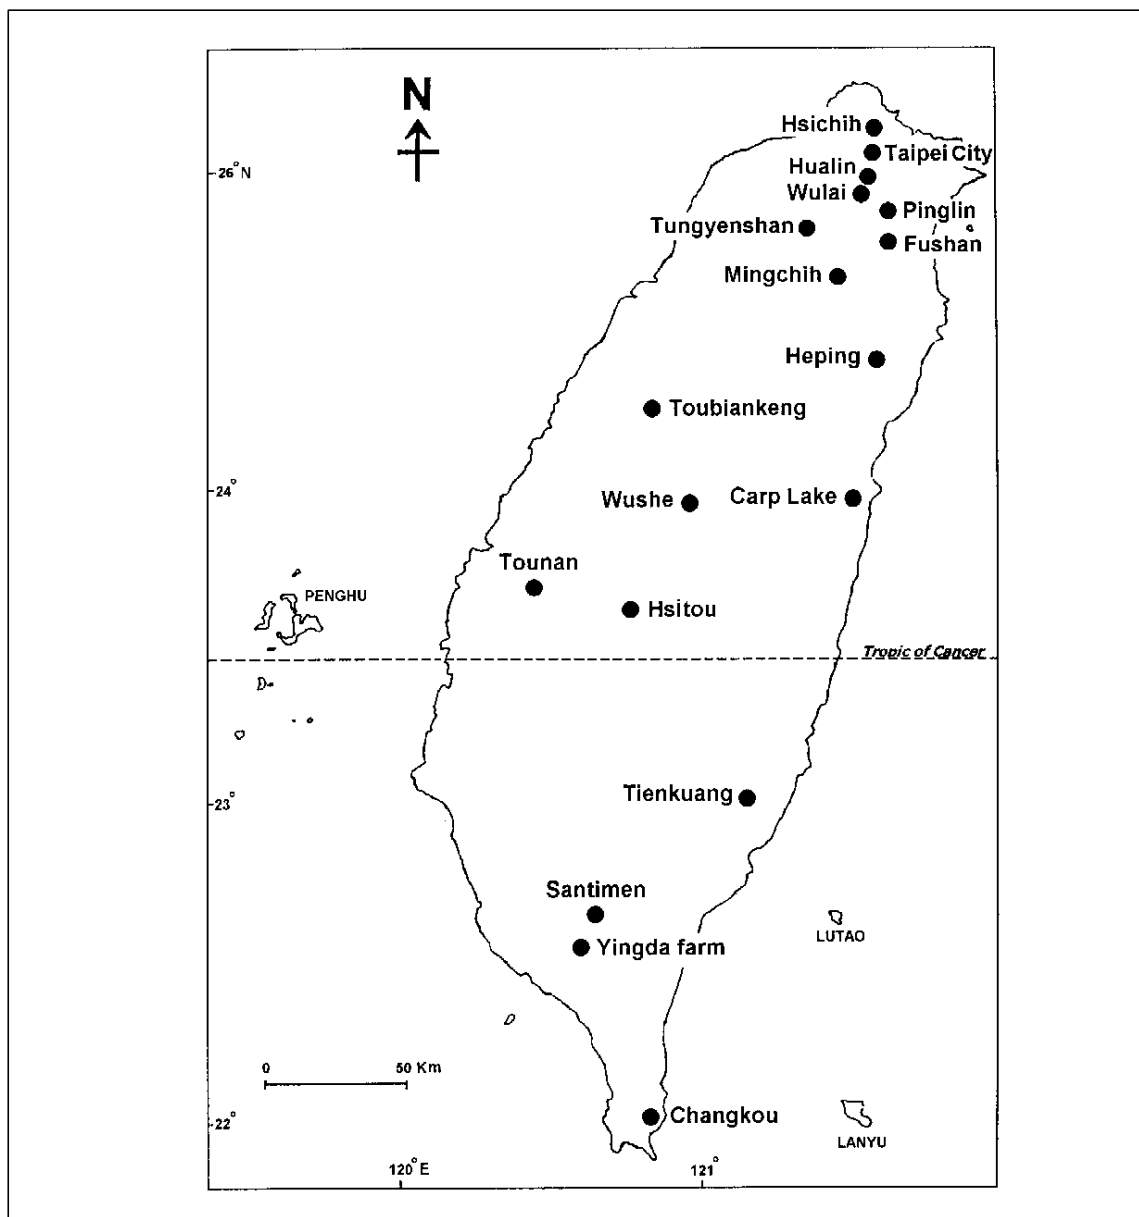 N
Hsichih
Taipei City
26°N
Hualin
Wulai
Pinglin
Tungyenshan
Fushan
Mingchih
Heping
Toubiankeng
24°
Wushe
Carp Lake
Tounan
PENGHU
Hsitou
Tropic of Cancer
Tienkuang
23°
Santimen
LUTAO
Yingda farm
0 50 Km
Changkou
22°
LANYU
120°E 121°